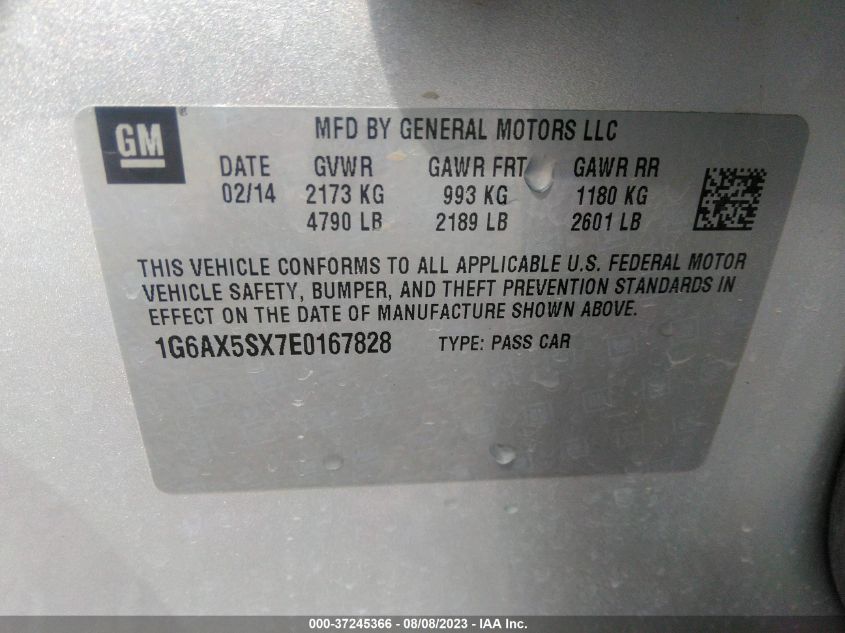 GM ®
MFD BY GENERAL MOTORS LLC
DATE GVWR GAWR FRT GAWR RR
02/14 2173 KG 993 KG 1180 KG
4790 LB 2189 LB 2601 LB
THIS VEHICLE CONFORMS TO ALL APPLICABLE U.S. FEDERAL MOTOR
VEHICLE SAFETY, BUMPER, AND THEFT PREVENTION STANDARDS IN
EFFECT ON THE DATE OF MANUFACTURE SHOWN ABOVE.
1G6AX5SX7E0167828 TYPE: PASS CAR
000-37245366 - 08/08/2023 - IAA Inc.